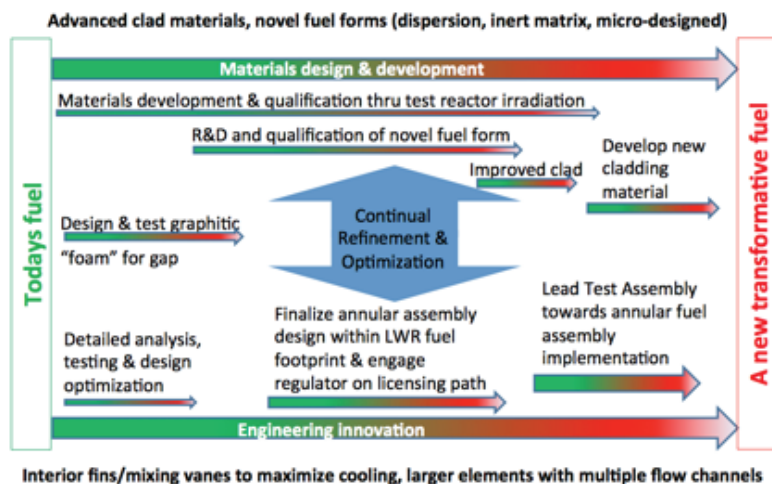 Advanced clad materials, novel fuel forms (dispersion, inert matrix, micro-designed)
Materials design & development
Materials development & qualification thru test reactor irradiation
R&D and qualification of novel fuel form
Improved clad
Develop new
cladding
material
Todays fuel
A new transformative fuel
Continual
Refinement &
Optimization
Design & test graphitic
"foam" for gap
Detailed analysis,
testing & design
optimization
Finalize annular assembly
design within LWR fuel
footprint & engage
regulator on licensing path
Lead Test Assembly
towards annular fuel
assembly
implementation
Engineering innovation
Interior fins/mixing vanes to maximize cooling, larger elements with multiple flow channels